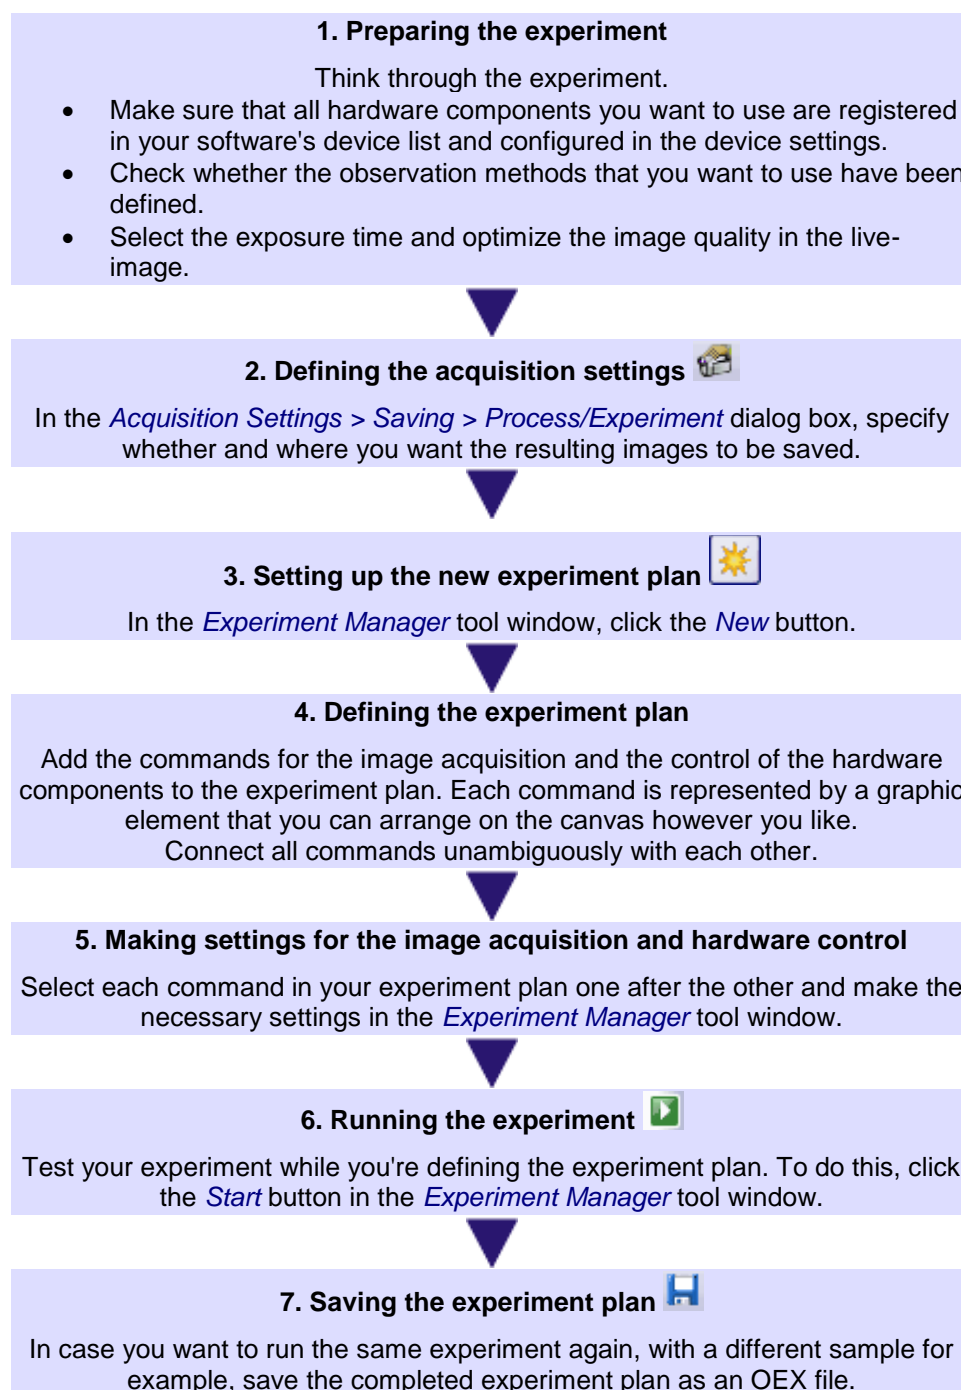 1. Preparing the experiment
Think through the experiment.
• Make sure that all hardware components you want to use are registered
in your software's device list and configured in the device settings.
• Check whether the observation methods that you want to use have been
defined.
• Select the exposure time and optimize the image quality in the live-
image.
2. Defining the acquisition settings
In the Acquisition Settings > Saving > Process/Experiment dialog box, specify
whether and where you want the resulting images to be saved.
3. Setting up the new experiment plan
In the Experiment Manager tool window, click the New button.
4. Defining the experiment plan
Add the commands for the image acquisition and the control of the hardware
components to the experiment plan. Each command is represented by a graphic
element that you can arrange on the canvas however you like.
Connect all commands unambiguously with each other.
5. Making settings for the image acquisition and hardware control
Select each command in your experiment plan one after the other and make the
necessary settings in the Experiment Manager tool window.
6. Running the experiment
Test your experiment while you're defining the experiment plan. To do this, click
the Start button in the Experiment Manager tool window.
7. Saving the experiment plan
In case you want to run the same experiment again, with a different sample for
example, save the completed experiment plan as an OEX file.